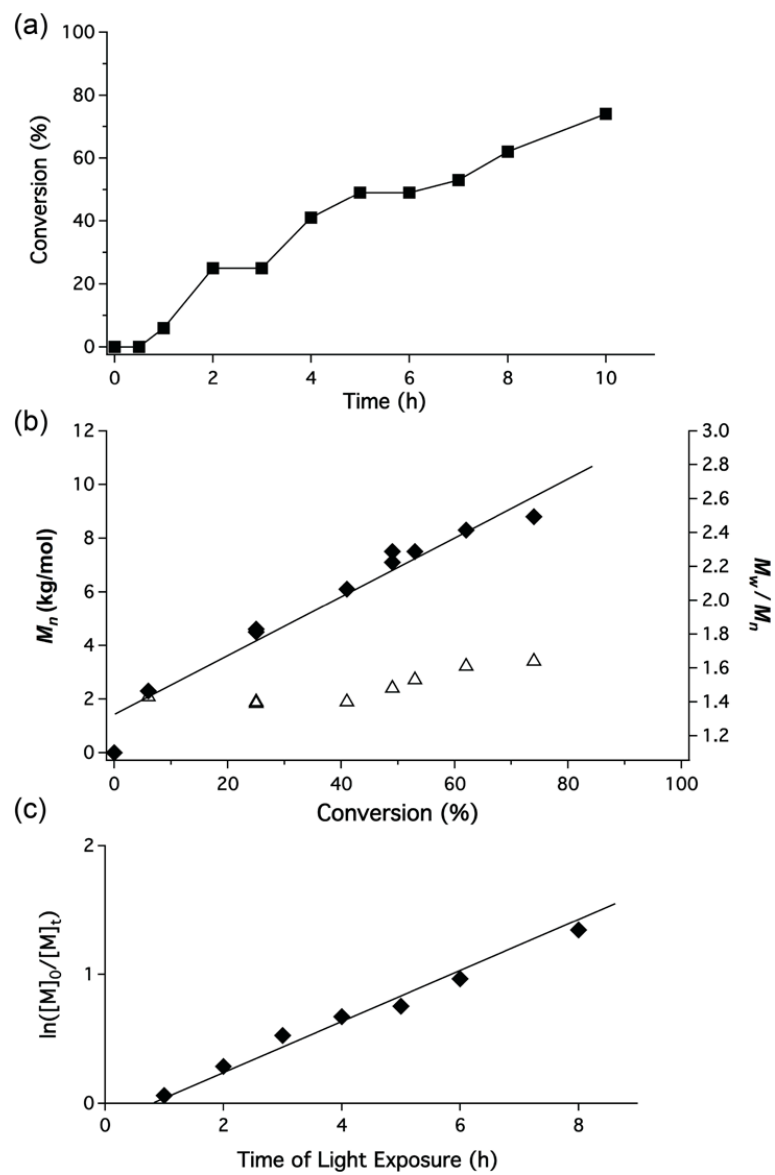 (a)
100
80
60
40
20
0
Conversion (%)
0 2 4 6 8 10
Time (h)
(b)
12
10
8
6
4
2
0
Mn (kg/mol)
3.0
2.8
2.6
2.4
2.2
2.0
1.8
1.6
1.4
1.2
Mw / Mn
0 20 40 60 80 100
Conversion (%)
(c)
2
1
0
ln([M]0/[M]t)
0 2 4 6 8
Time of Light Exposure (h)